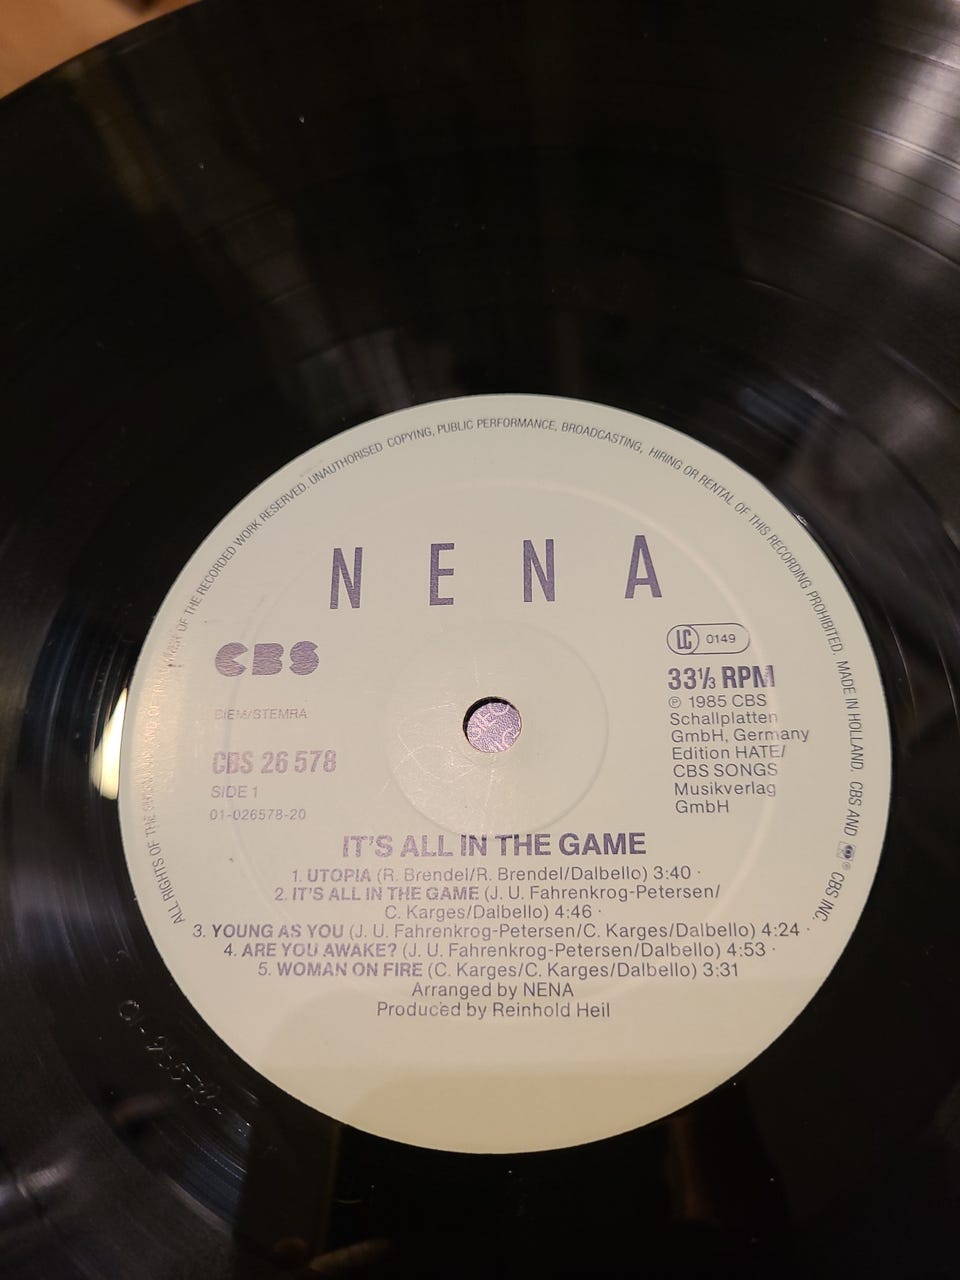 ALL RIGHTS OF THE OF THE RECORDED WORK RESERVED. UNAUTHORISED COPYING, PUBLIC PERFORMANCE, BROADCASTING, HIRING OR RENTAL OF THIS RECORDING PROHIBITED. MADE IN HOLLAND. CBS AND ® CBS INC.
NENA
CBS
LC 0149
33⅓ RPM
BIEM/STEMRA
℗ 1985 CBS
Schallplatten
GmbH, Germany
Edition HATE/
CBS SONGS
Musikverlag
GmbH
CBS 26 578
SIDE 1
01-026578-20
IT'S ALL IN THE GAME
1. UTOPIA (R. Brendel/R. Brendel/Dalbello) 3:40 ·
2. IT'S ALL IN THE GAME (J. U. Fahrenkrog-Petersen/
C. Karges/Dalbello) 4:46 ·
3. YOUNG AS YOU (J. U. Fahrenkrog-Petersen/C. Karges/Dalbello) 4:24 ·
4. ARE YOU AWAKE? (J. U. Fahrenkrog-Petersen/Dalbello) 4:53 ·
5. WOMAN ON FIRE (C. Karges/C. Karges/Dalbello) 3:31
Arranged by NENA
Produced by Reinhold Heil